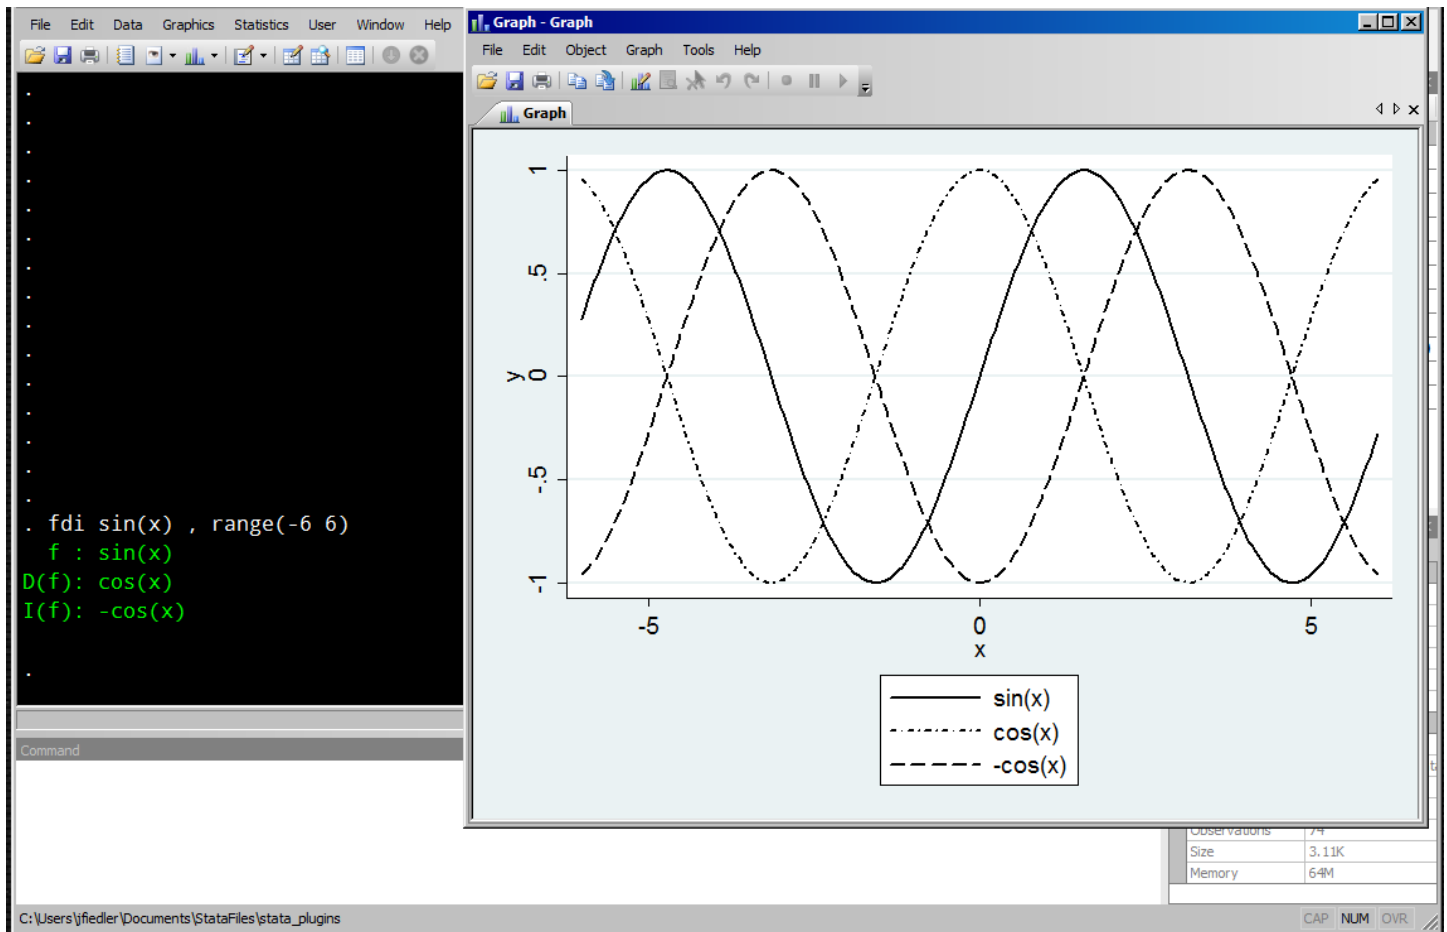 File Edit Data Graphics Statistics User Window Help
. fdi sin(x) , range(-6 6)
f : sin(x)
D(f): cos(x)
I(f): -cos(x)
.
Command
Graph - Graph
File Edit Object Graph Tools Help
Graph
1
.5
0
-.5
-1
y
-5 0 5
x
sin(x)
cos(x)
-cos(x)
Observations 74
Size 3.11K
Memory 64M
C:\Users\jfiedler\Documents\StataFiles\stata_plugins
CAP NUM OVR